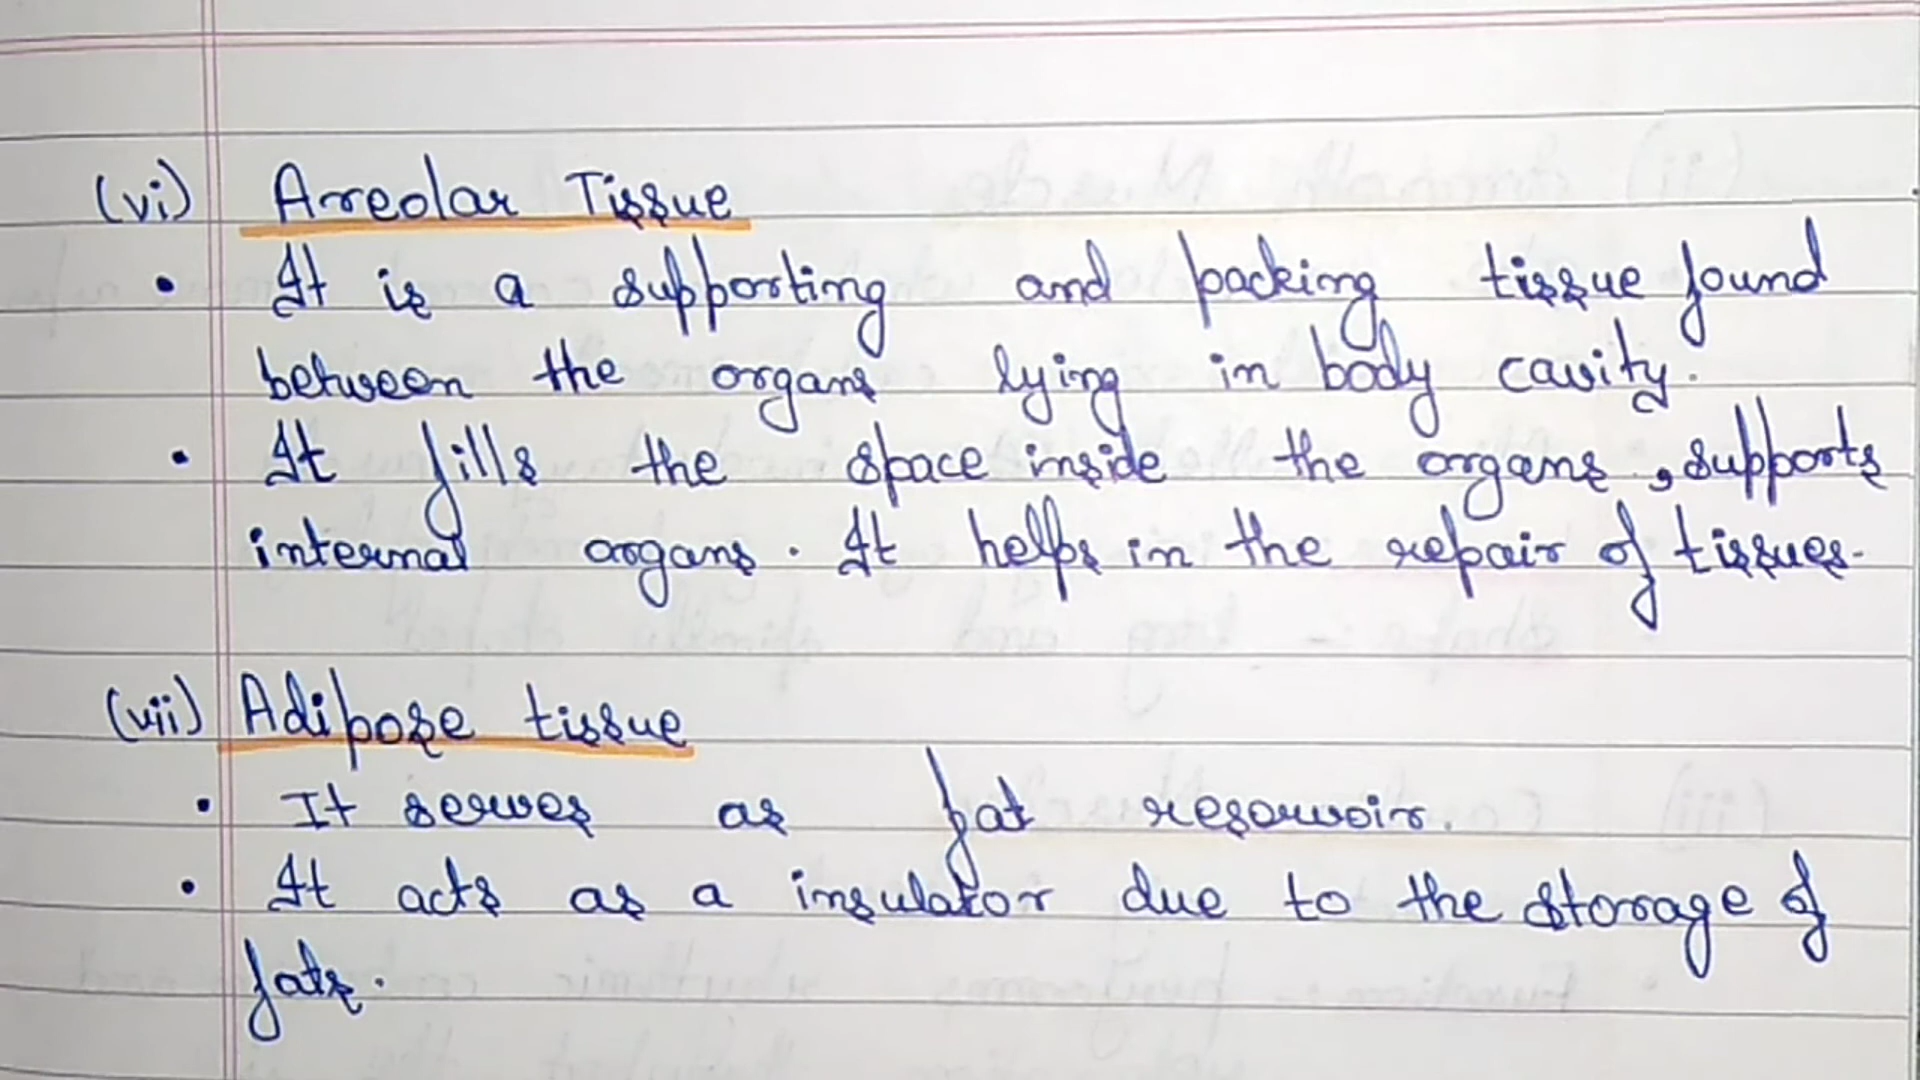 (vi) Areolar Tissue
• It is a supporting and packing tissue found
between the organs lying in body cavity.
• It fills the space inside the organs, supports
internal organs. It helps in the repair of tissues.
(vii) Adipose tissue
• It serves as fat reservoir.
• It acts as a insulator due to the storage of
fats.